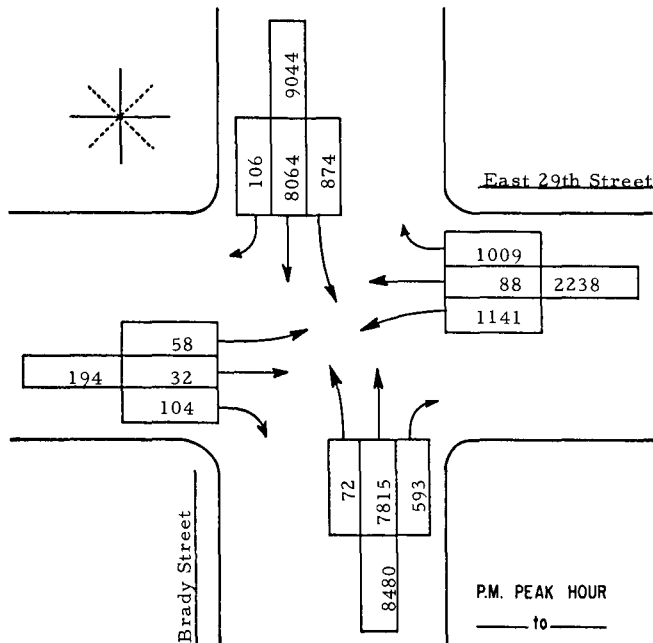 9044
106 8064 874
East 29th Street
1009
88 2238
1141
58
194 32
104
72 7815 593
8480
Brady Street
P.M. PEAK HOUR
to